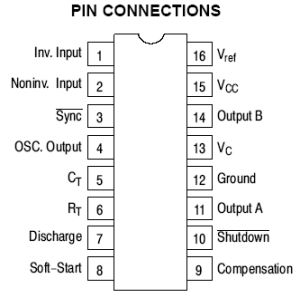 PIN CONNECTIONS
Inv. Input 1 16 Vref
Noninv. Input 2 15 VCC
Sync 3 14 Output B
OSC. Output 4 13 VC
CT 5 12 Ground
RT 6 11 Output A
Discharge 7 10 Shutdown
Soft–Start 8 9 Compensation